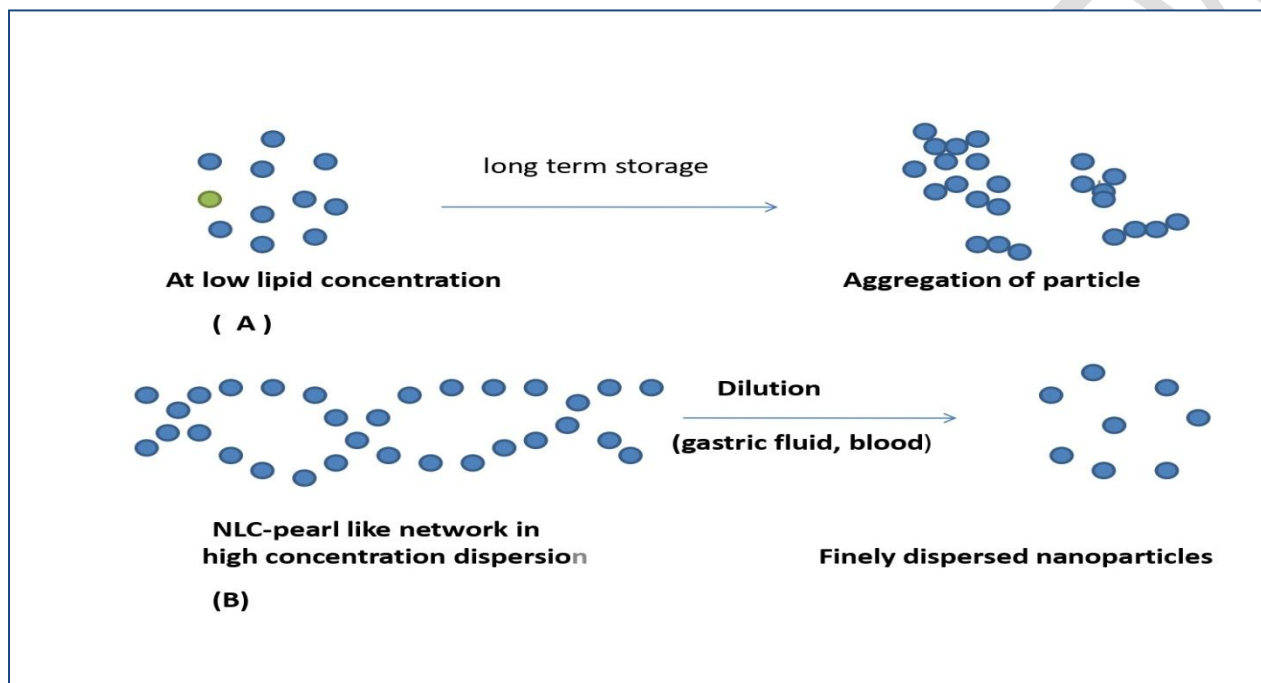 long term storage
At low lipid concentration
Aggregation of particle
( A )
Dilution
(gastric fluid, blood)
NLC-pearl like network in
high concentration dispersion
Finely dispersed nanoparticles
(B)